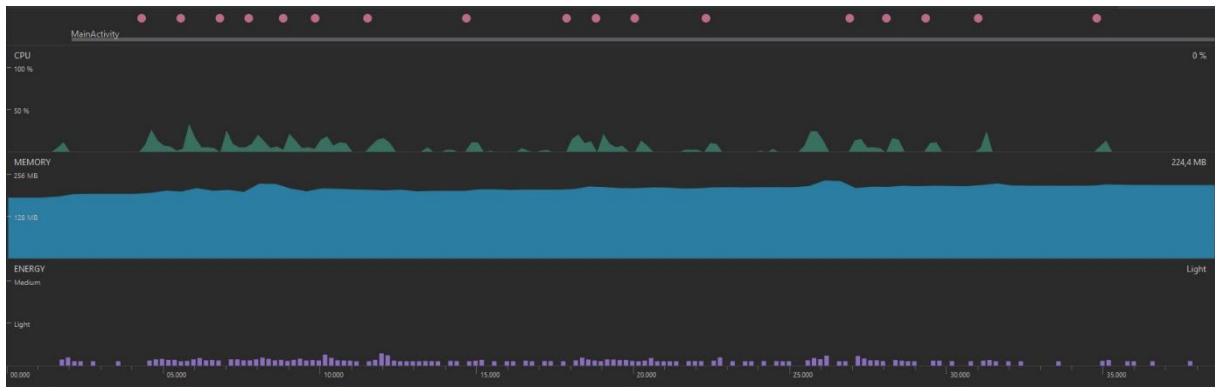 MainActivity
CPU 0 %
100 %
50 %
MEMORY 224,4 MB
256 MB
128 MB
ENERGY Light
Medium
Light
00.000 05.000 10.000 15.000 20.000 25.000 30.000 35.000